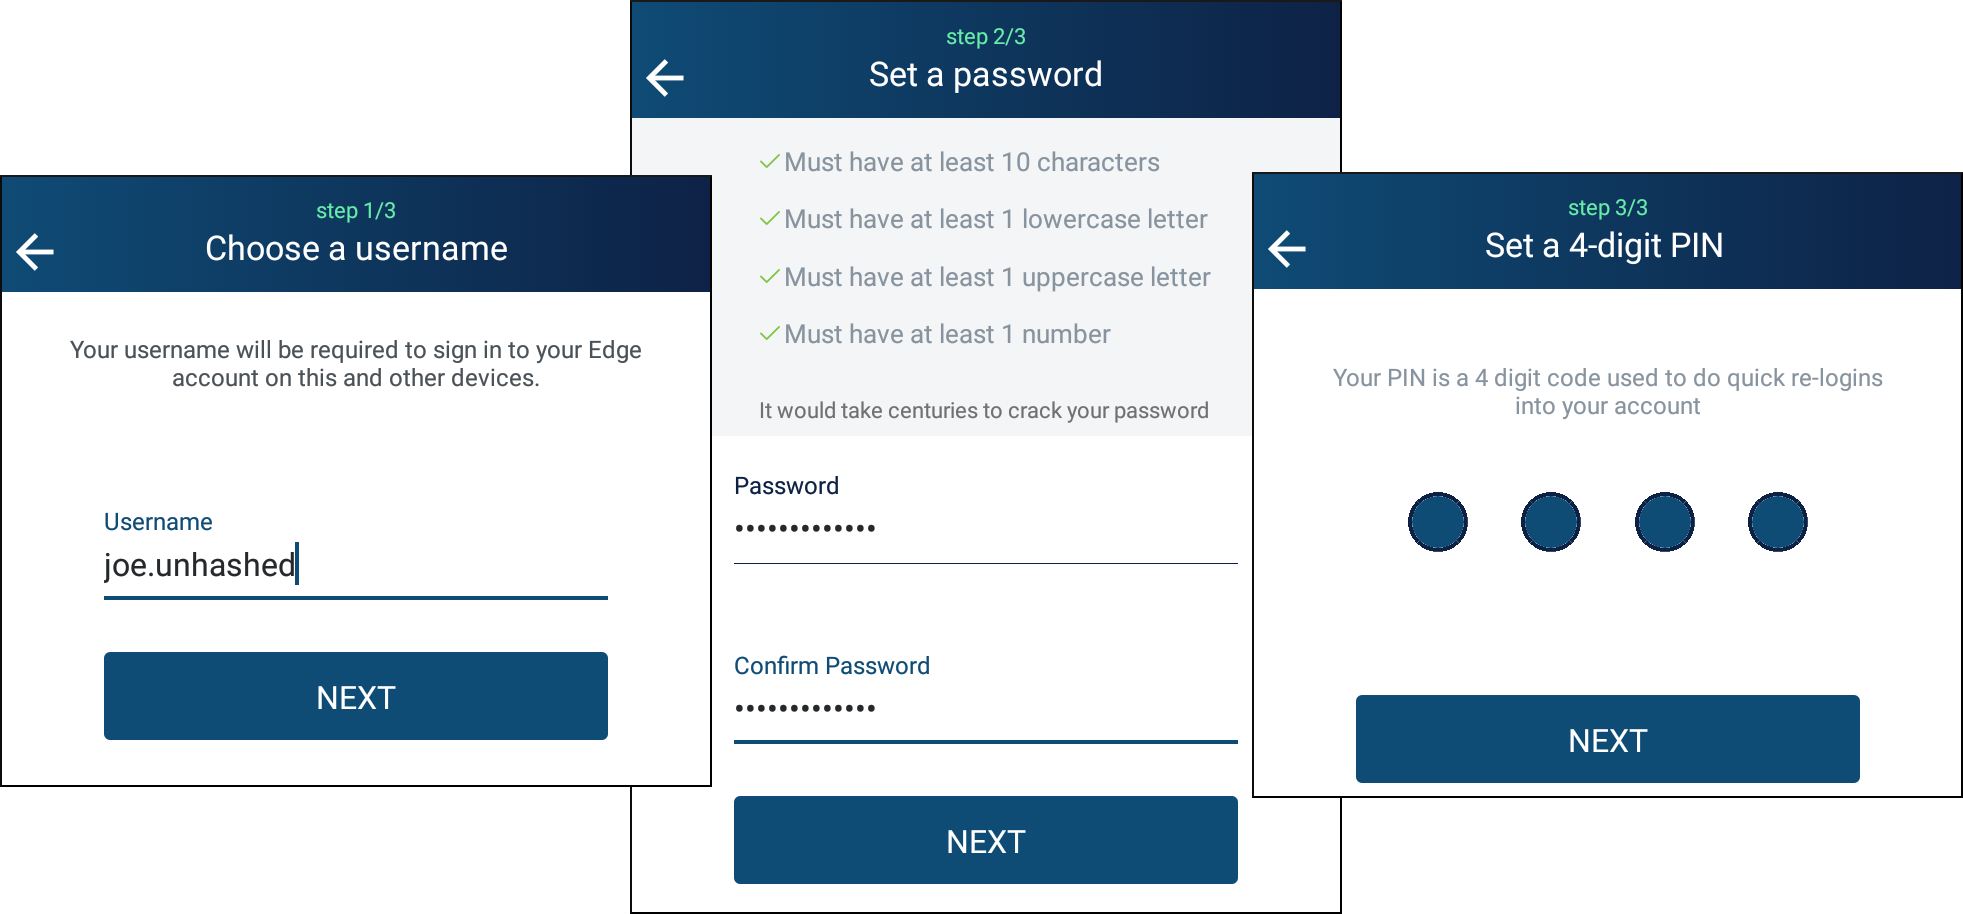 step 1/3
Choose a username
Your username will be required to sign in to your Edge
account on this and other devices.
Username
joe.unhashed
NEXT
step 2/3
Set a password
Must have at least 10 characters
Must have at least 1 lowercase letter
Must have at least 1 uppercase letter
Must have at least 1 number
It would take centuries to crack your password
Password
•••••••••••••
Confirm Password
•••••••••••••
NEXT
step 3/3
Set a 4-digit PIN
Your PIN is a 4 digit code used to do quick re-logins
into your account
NEXT